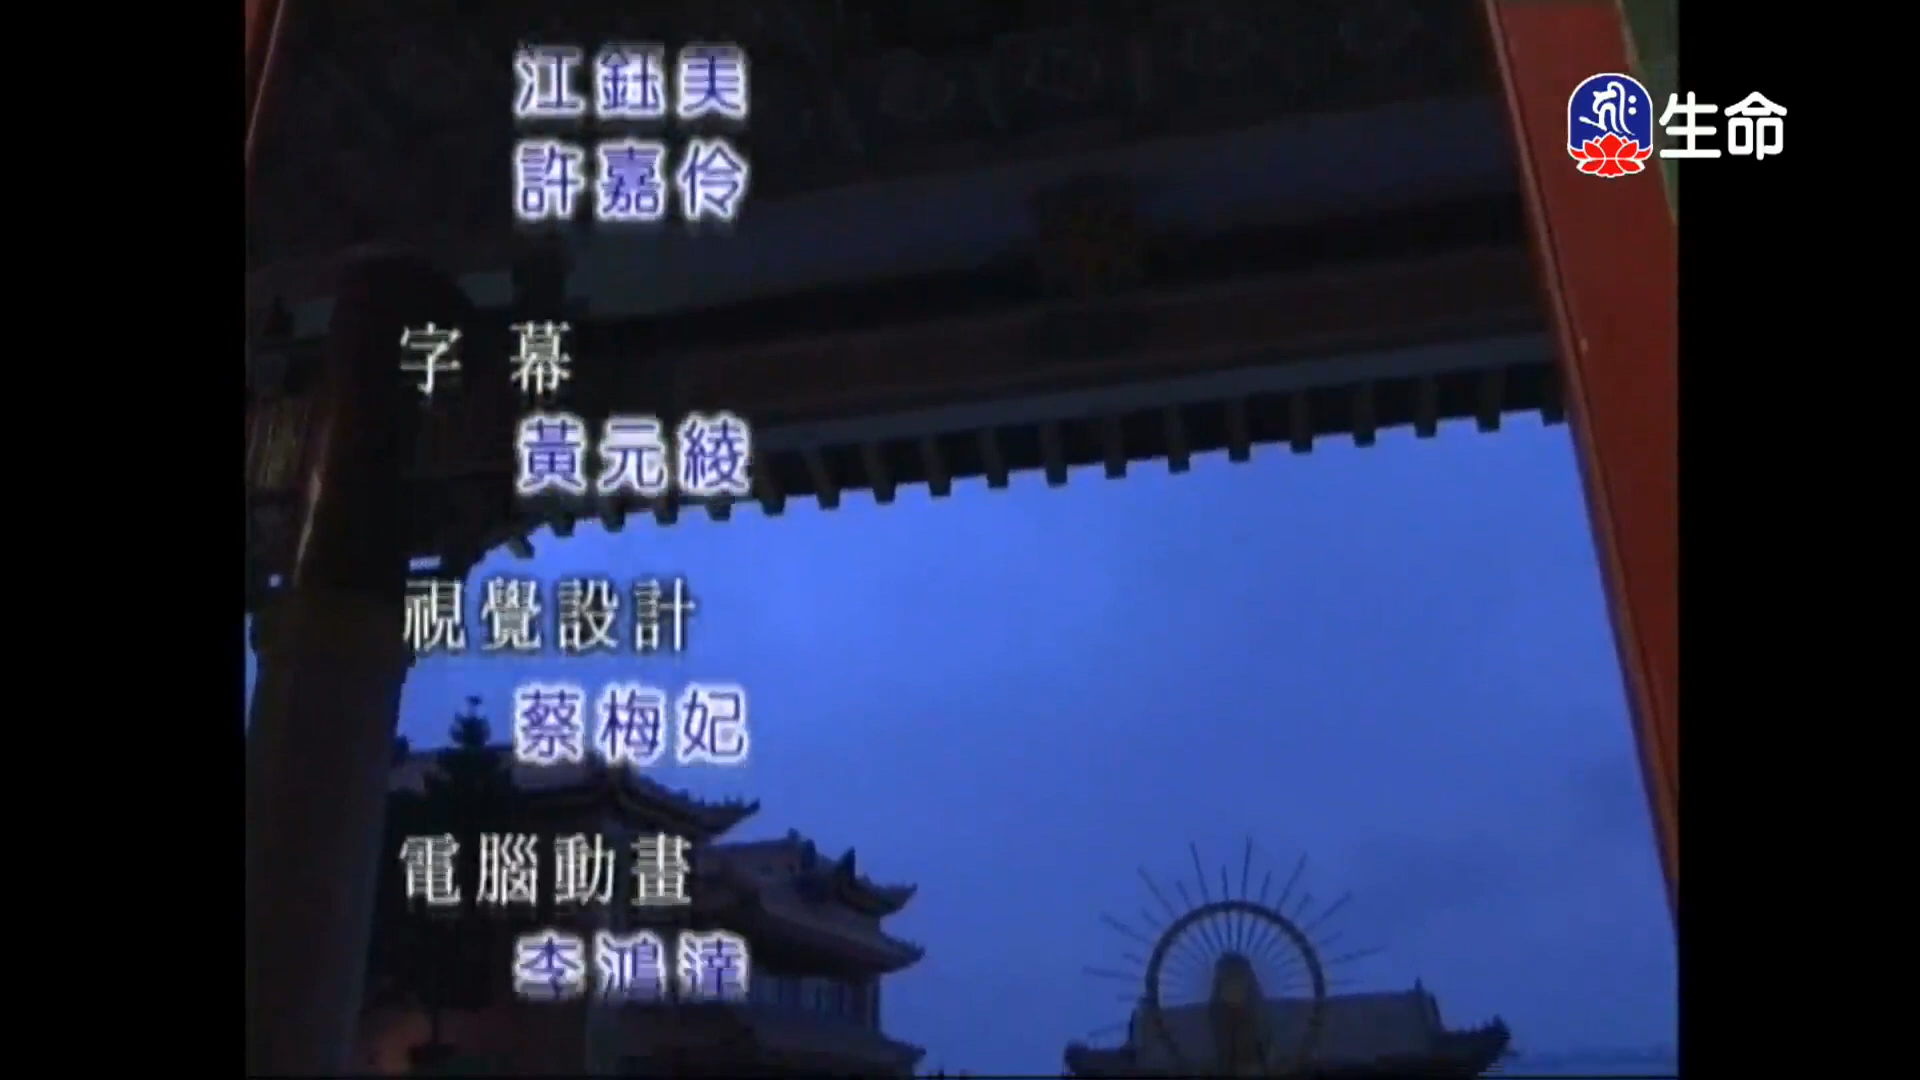 江鈺美
許嘉伶
生命
字幕
黃元綾
視覺設計
蔡梅妃
電腦動畫
李鴻達